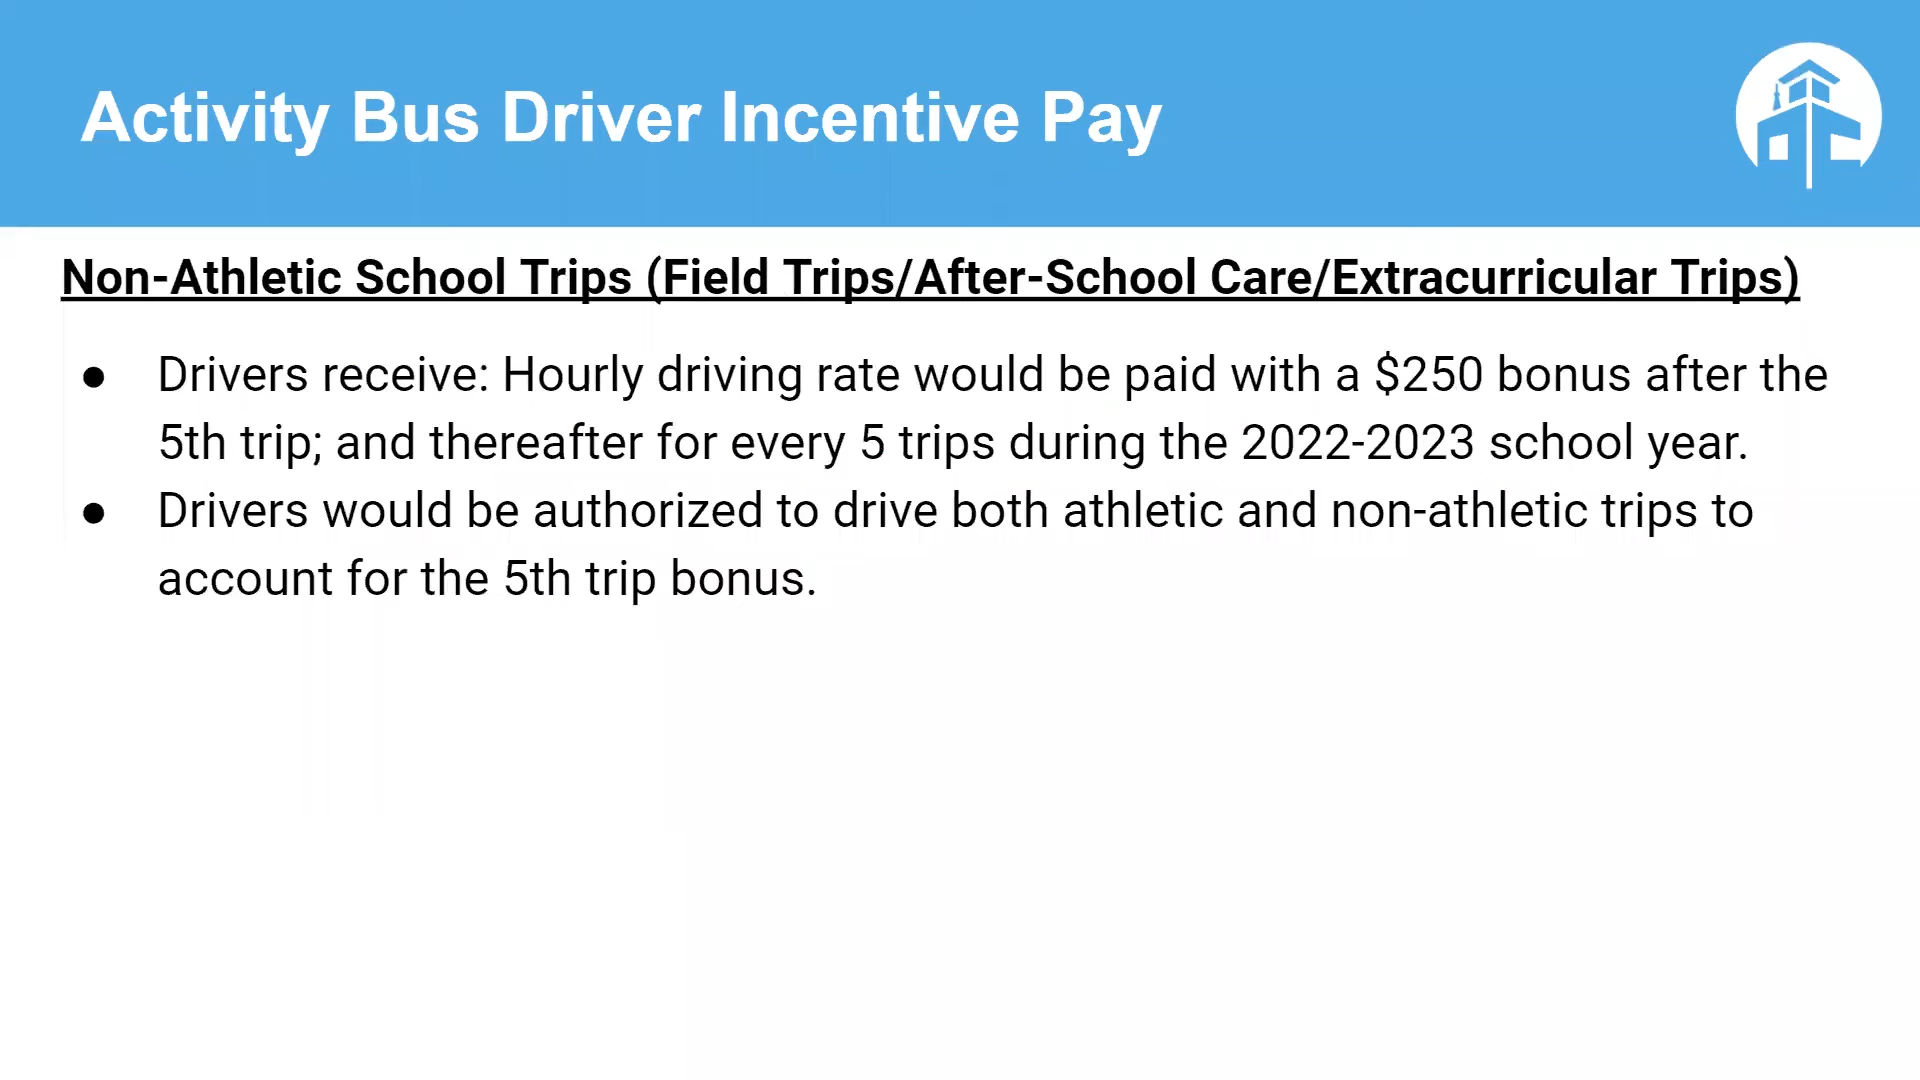 Activity Bus Driver Incentive Pay
Non-Athletic School Trips (Field Trips/After-School Care/Extracurricular Trips)
● Drivers receive: Hourly driving rate would be paid with a $250 bonus after the
5th trip; and thereafter for every 5 trips during the 2022-2023 school year.
● Drivers would be authorized to drive both athletic and non-athletic trips to
account for the 5th trip bonus.